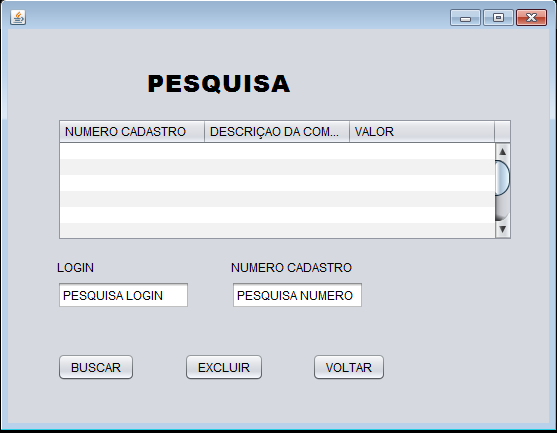 PESQUISA
NUMERO CADASTRO DESCRIÇAO DA COM... VALOR
LOGIN NUMERO CADASTRO
PESQUISA LOGIN PESQUISA NUMERO
BUSCAR EXCLUIR VOLTAR